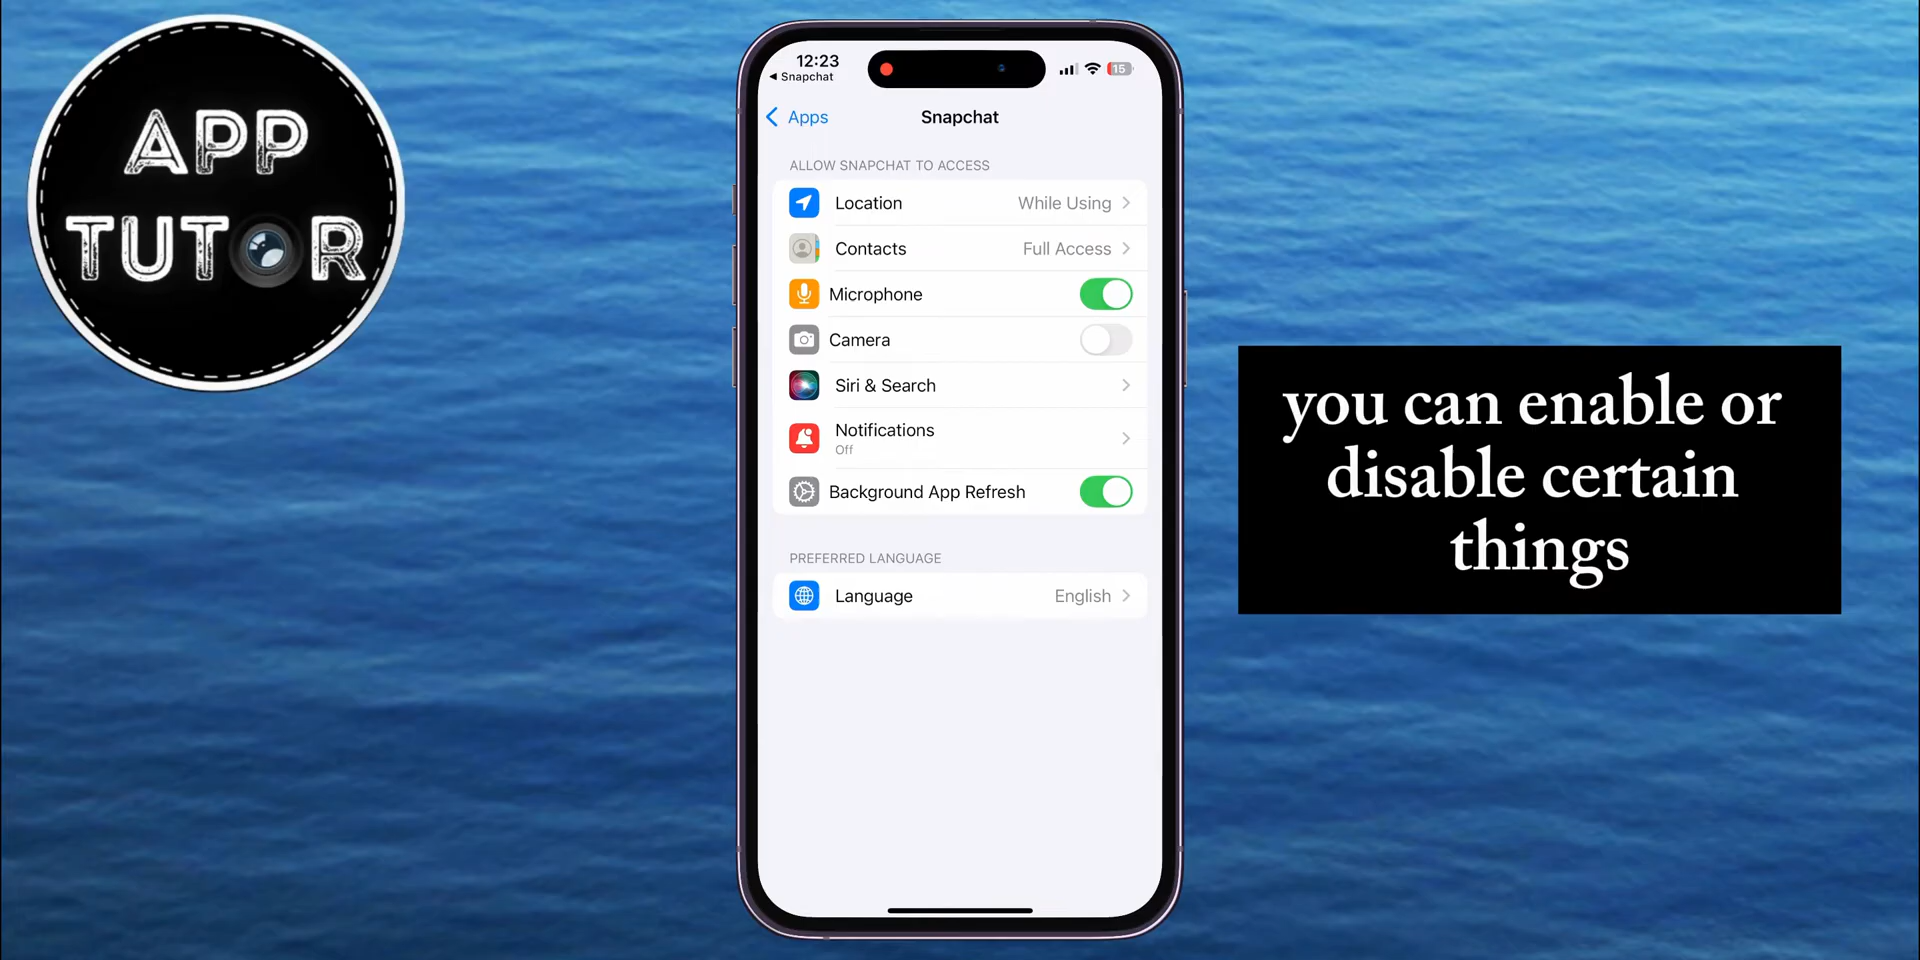 APP
TUTOR
12:23
Snapchat
15
Apps
Snapchat
ALLOW SNAPCHAT TO ACCESS
Location While Using
Contacts Full Access
Microphone
Camera
Siri & Search
Notifications
Off
Background App Refresh
PREFERRED LANGUAGE
Language English
you can enable or
disable certain
things